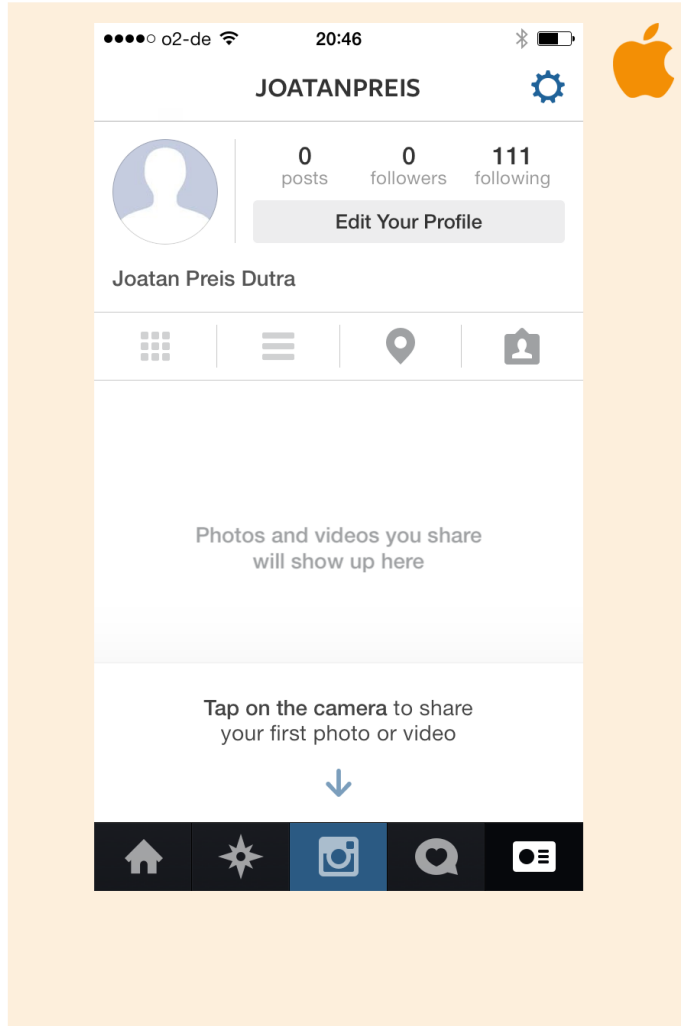 o2-de 20:46
JOATANPREIS
0 0 111
posts followers following
Edit Your Profile
Joatan Preis Dutra
Photos and videos you share
will show up here
Tap on the camera to share
your first photo or video